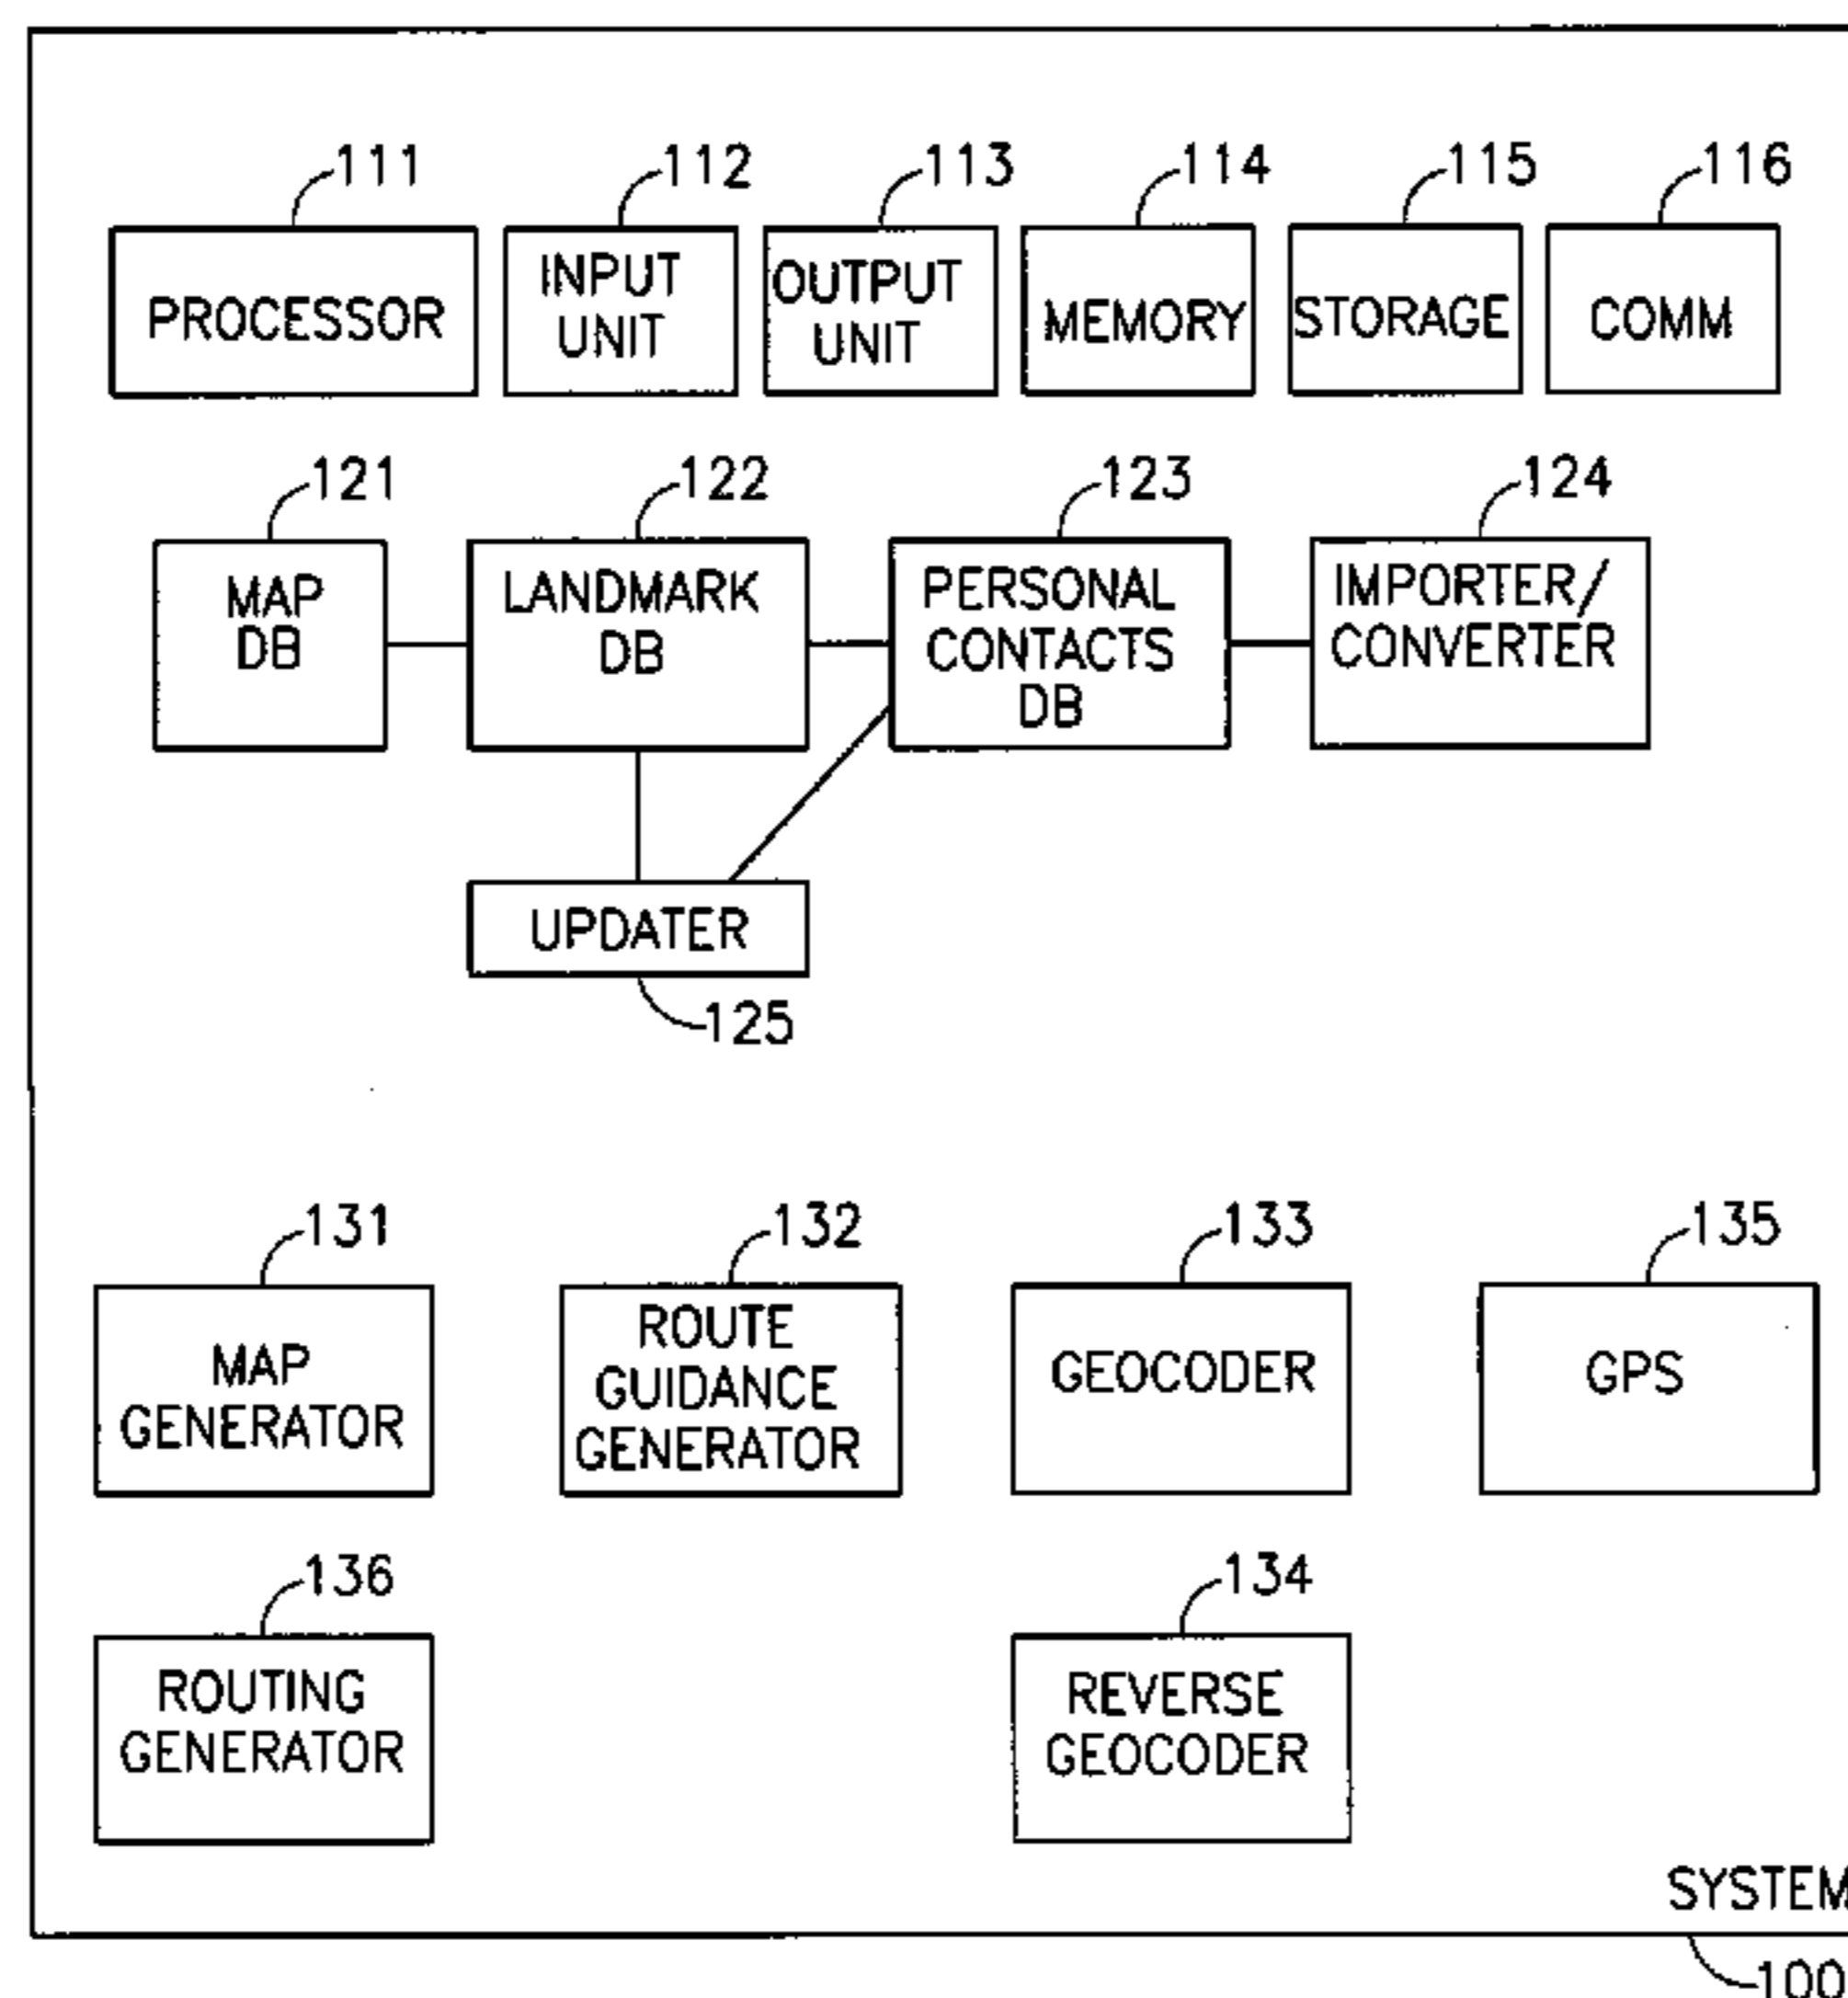 111
112
113
114
115
116
PROCESSOR
INPUT
UNIT
OUTPUT
UNIT
MEMORY
STORAGE
COMM
121
122
123
124
MAP
DB
LANDMARK
DB
PERSONAL
CONTACTS
DB
IMPORTER/
CONVERTER
UPDATER
125
131
132
133
135
MAP
GENERATOR
ROUTE
GUIDANCE
GENERATOR
GEOCODER
GPS
136
134
ROUTING
GENERATOR
REVERSE
GEOCODER
SYSTEM
100